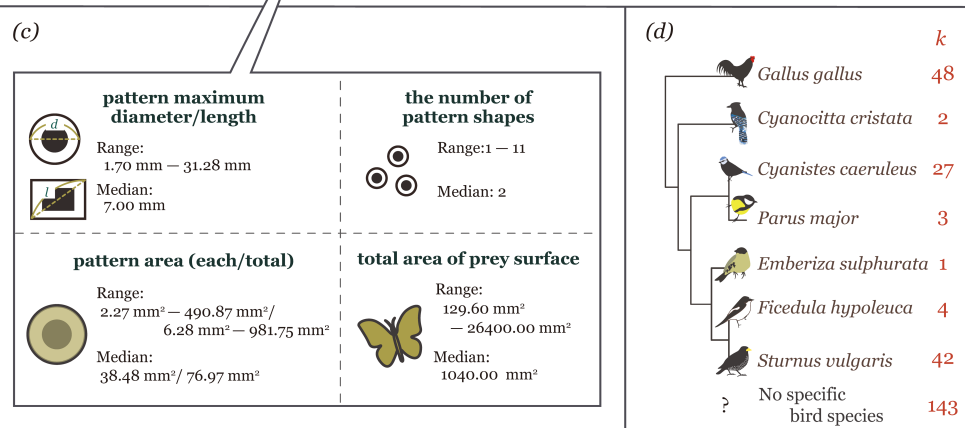 (c)
pattern maximum
diameter/length
d
l
Range:
1.70 mm — 31.28 mm
Median:
7.00 mm
the number of
pattern shapes
Range:1 — 11
Median: 2
pattern area (each/total)
Range:
2.27 mm² — 490.87 mm²/
6.28 mm² — 981.75 mm²
Median:
38.48 mm²/ 76.97 mm²
total area of prey surface
Range:
129.60 mm²
— 26400.00 mm²
Median:
1040.00 mm²
(d)
k
Gallus gallus 48
Cyanocitta cristata 2
Cyanistes caeruleus 27
Parus major 3
Emberiza sulphurata 1
Ficedula hypoleuca 4
Sturnus vulgaris 42
? No specific
bird species 143